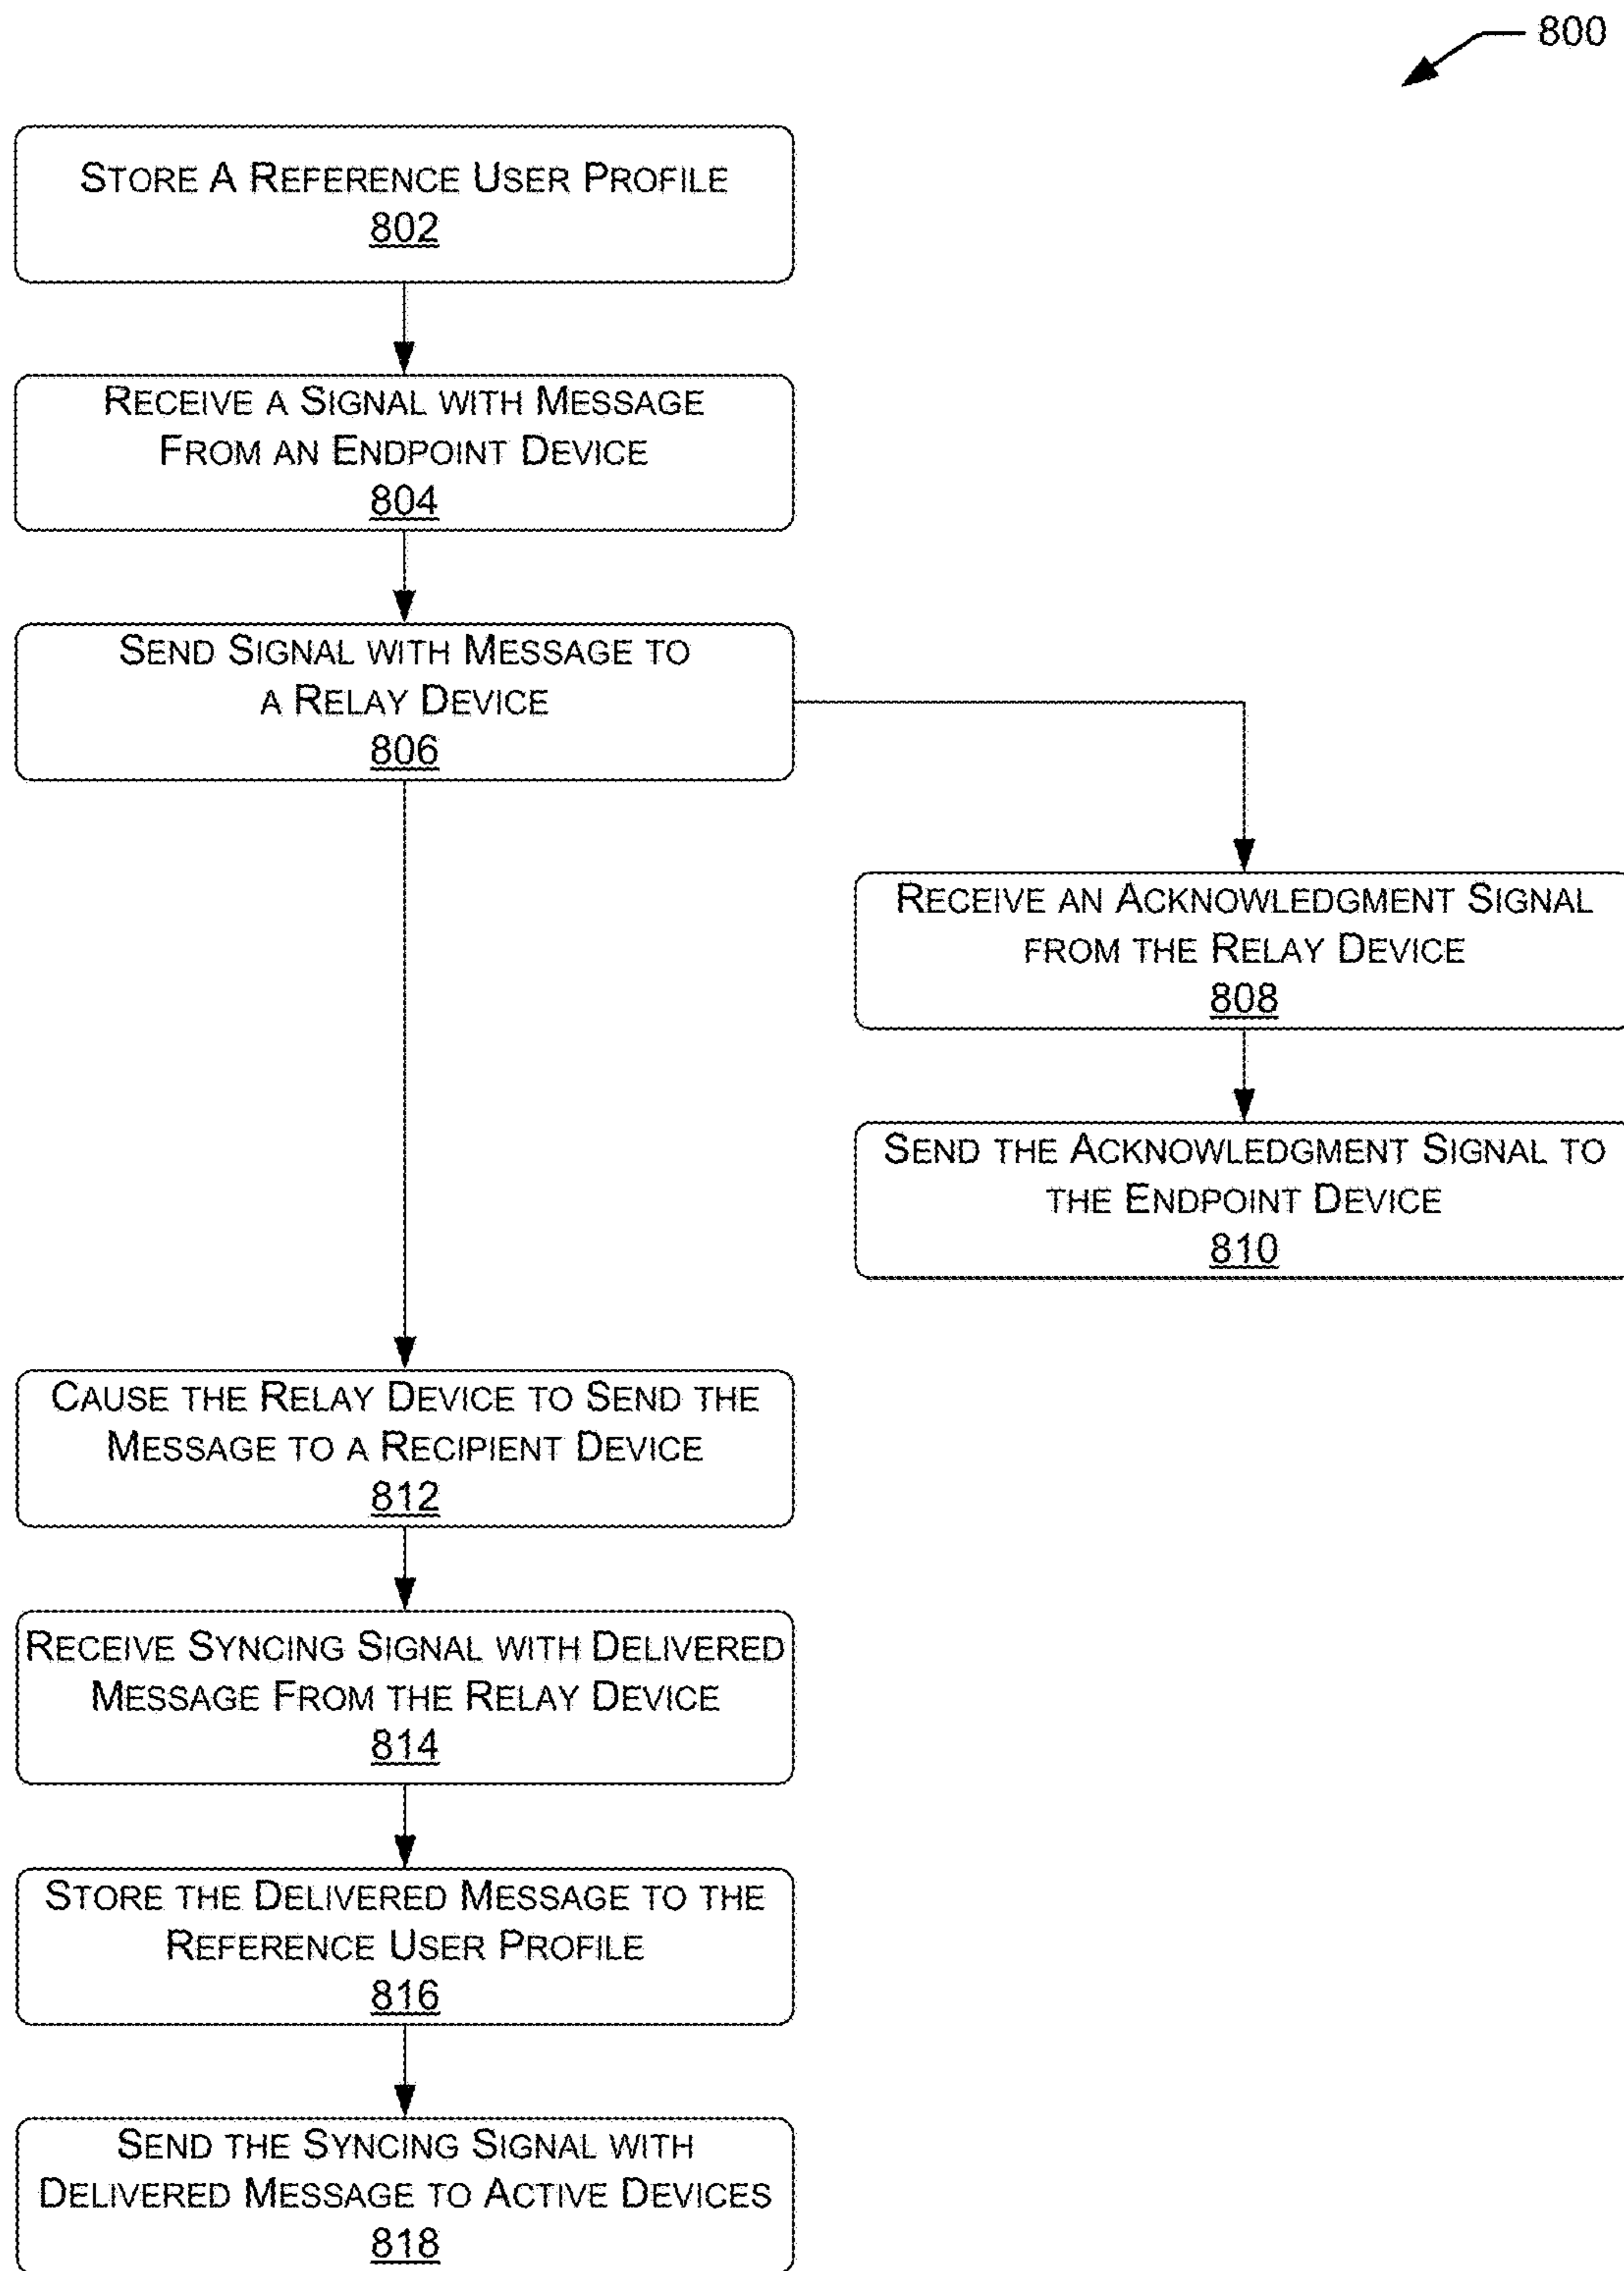 800
STORE A REFERENCE USER PROFILE
802
RECEIVE A SIGNAL WITH MESSAGE
FROM AN ENDPOINT DEVICE
804
SEND SIGNAL WITH MESSAGE TO
A RELAY DEVICE
806
RECEIVE AN ACKNOWLEDGMENT SIGNAL
FROM THE RELAY DEVICE
808
SEND THE ACKNOWLEDGMENT SIGNAL TO
THE ENDPOINT DEVICE
810
CAUSE THE RELAY DEVICE TO SEND THE
MESSAGE TO A RECIPIENT DEVICE
812
RECEIVE SYNCING SIGNAL WITH DELIVERED
MESSAGE FROM THE RELAY DEVICE
814
STORE THE DELIVERED MESSAGE TO THE
REFERENCE USER PROFILE
816
SEND THE SYNCING SIGNAL WITH
DELIVERED MESSAGE TO ACTIVE DEVICES
818